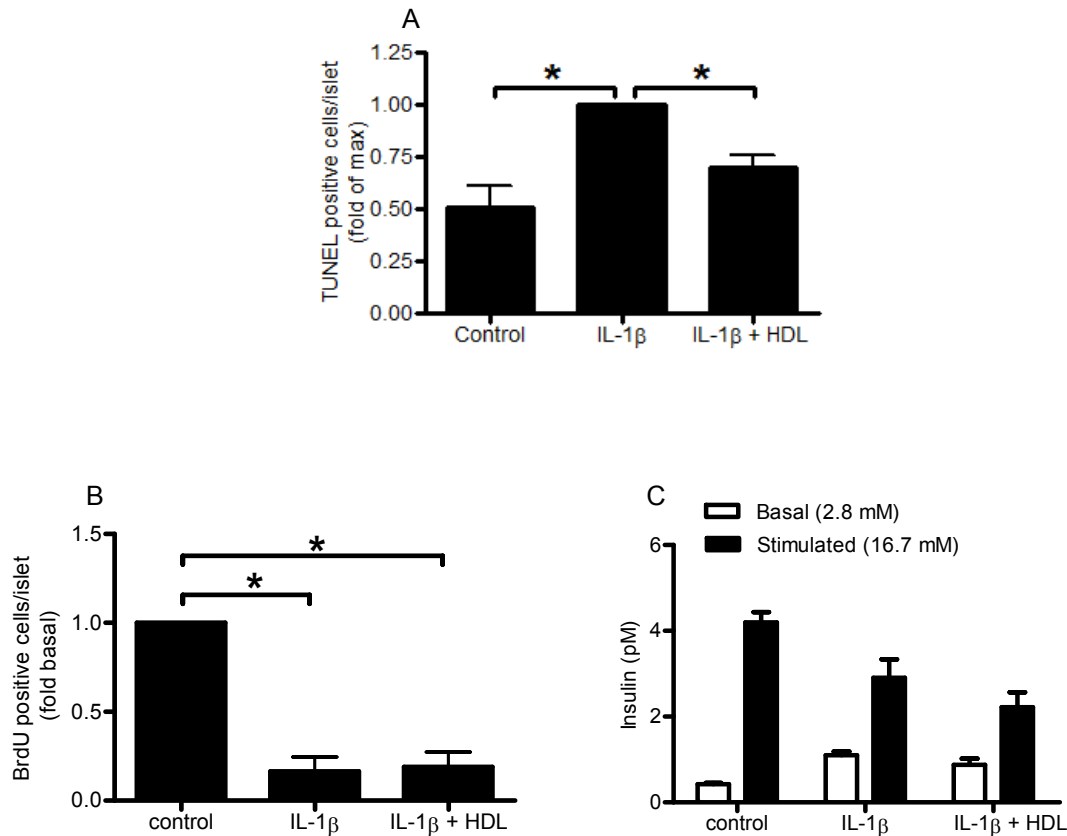 A
TUNEL positive cells/islet
(fold of max)
1.25
1.00
0.75
0.50
0.25
0.00
*
*
Control
IL-1β
IL-1β + HDL
B
BrdU positive cells/islet
(fold basal)
1.5
1.0
0.5
0.0
*
*
control
IL-1β
IL-1β + HDL
C
Basal (2.8 mM)
Stimulated (16.7 mM)
Insulin (pM)
6
4
2
0
control
IL-1β
IL-1β + HDL